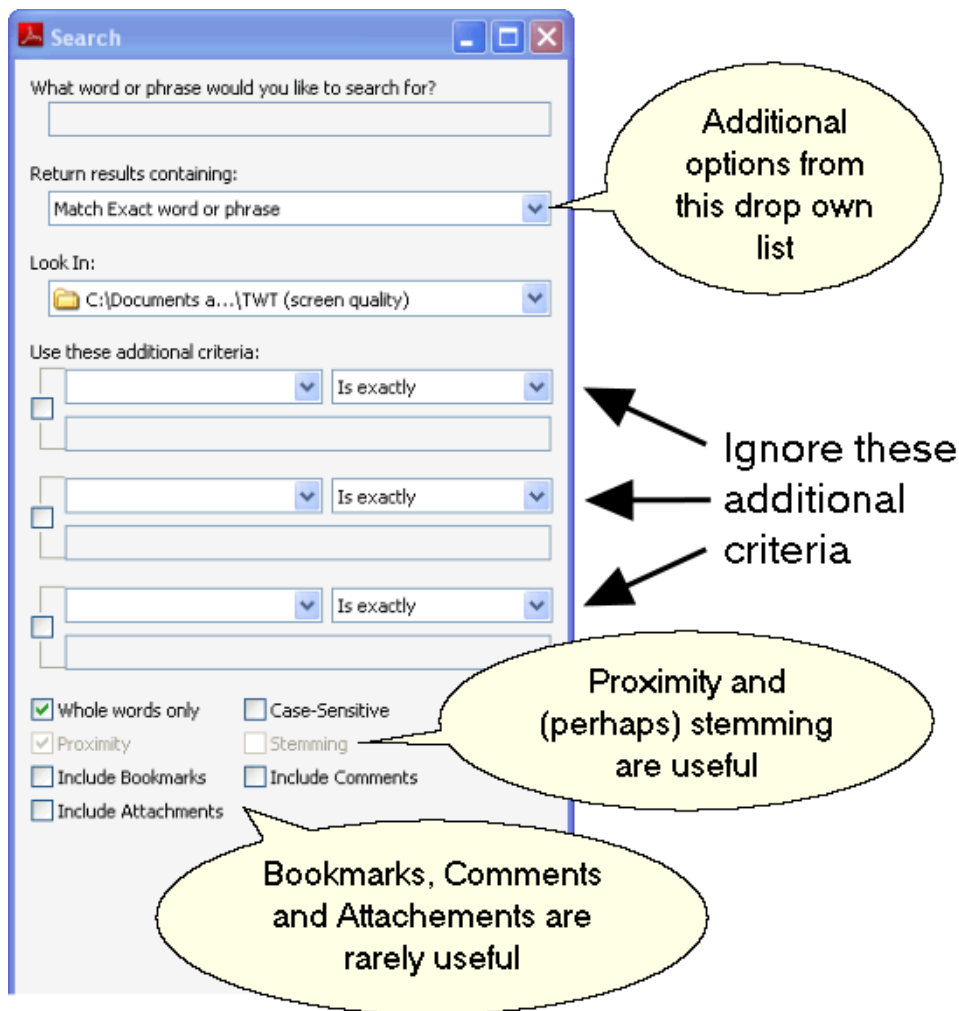 Search
What word or phrase would you like to search for?
Additional
options from
this drop own
list
Return results containing:
Match Exact word or phrase
Look In:
C:\Documents a...\TWT (screen quality)
Use these additional criteria:
Is exactly
Is exactly
Is exactly
Ignore these
additional
criteria
Whole words only Case-Sensitive
Proximity Stemming
Include Bookmarks Include Comments
Include Attachments
Proximity and
(perhaps) stemming
are useful
Bookmarks, Comments
and Attachements are
rarely useful